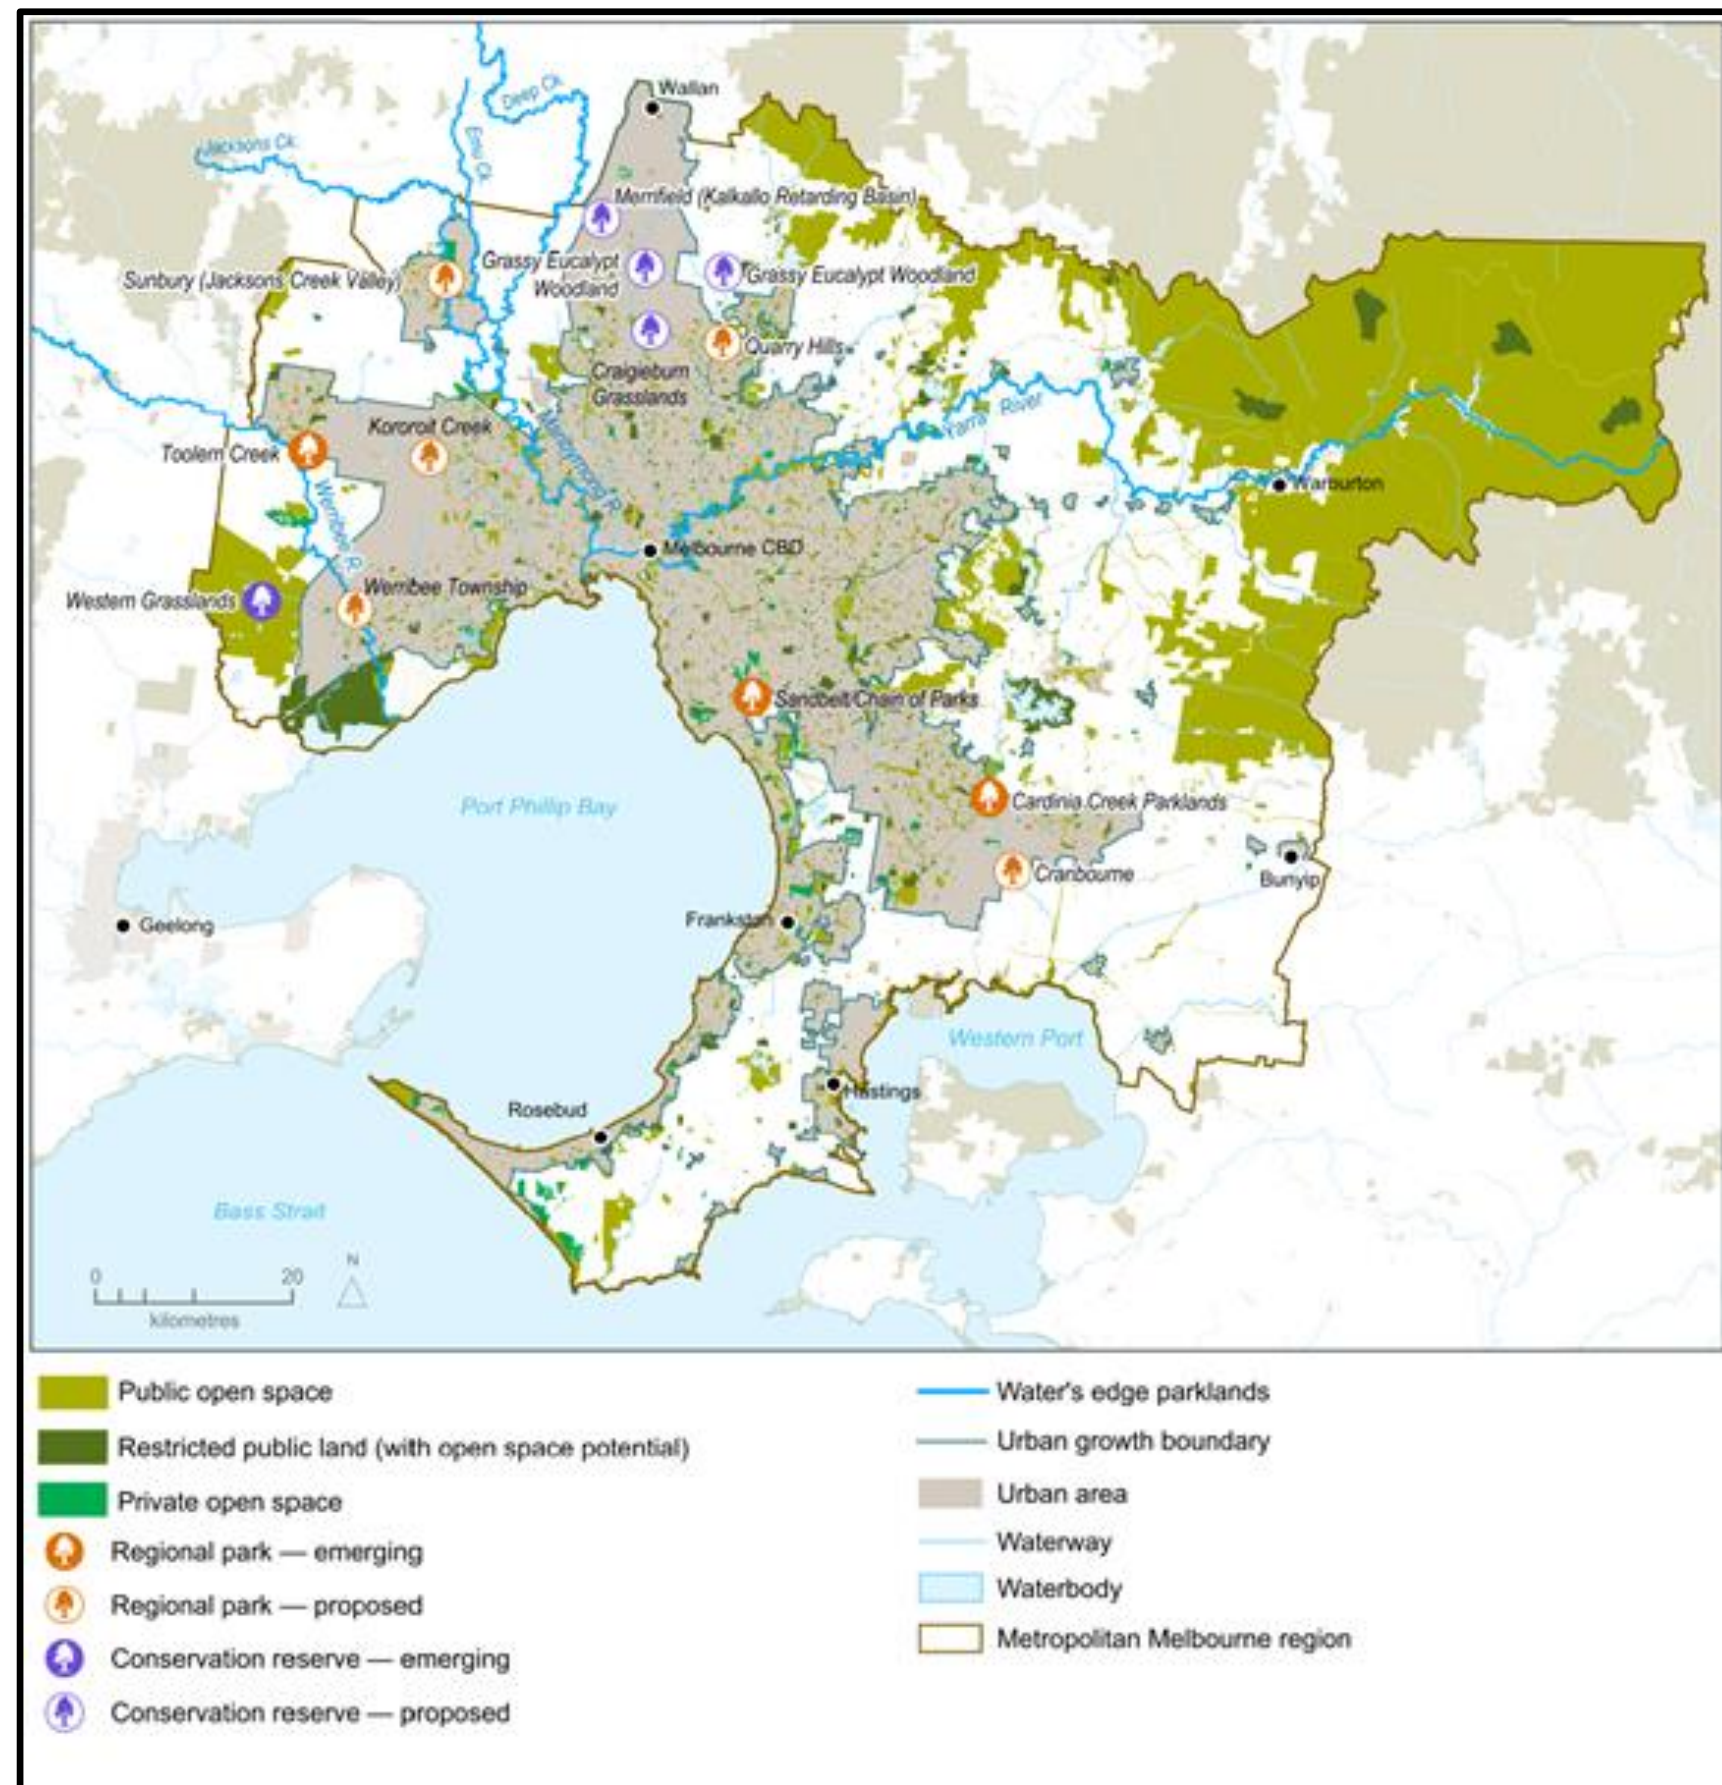 Wallan
Deep Ck.
Jacksons Ck.
Emu Ck.
Merrifield (Kalkallo Retarding Basin)
Grassy Eucalypt
Woodland
Grassy Eucalypt Woodland
Sunbury (Jacksons Creek Valley)
Quarry Hills
Craigieburn
Grasslands
Kororoit Creek
Yarra River
Toolern Creek
Maribyrnong R.
Warburton
Werribee R.
Melbourne CBD
Werribee Township
Western Grasslands
Sandbelt/Chain of Parks
Port Phillip Bay
Cardinia Creek Parklands
Cranbourne
Bunyip
Frankston
Geelong
Western Port
Hastings
Rosebud
Bass Strait
N
0 20
kilometres
Public open space
Restricted public land (with open space potential)
Private open space
Regional park — emerging
Regional park — proposed
Conservation reserve — emerging
Conservation reserve — proposed
Water's edge parklands
Urban growth boundary
Urban area
Waterway
Waterbody
Metropolitan Melbourne region